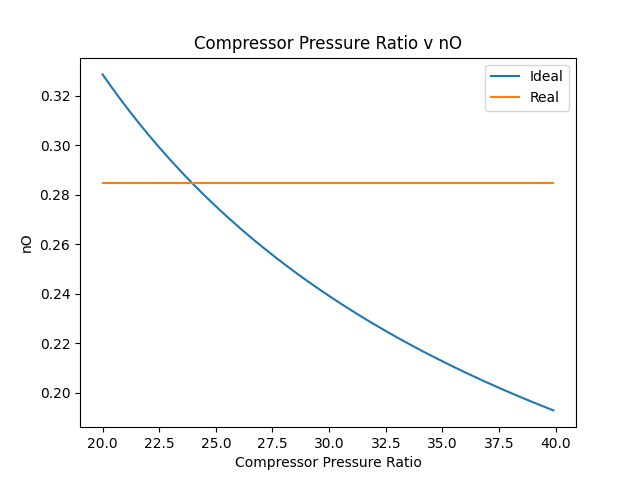 Compressor Pressure Ratio v nO
Ideal
Real
0.32
0.30
0.28
0.26
0.24
0.22
0.20
nO
20.0 22.5 25.0 27.5 30.0 32.5 35.0 37.5 40.0
Compressor Pressure Ratio